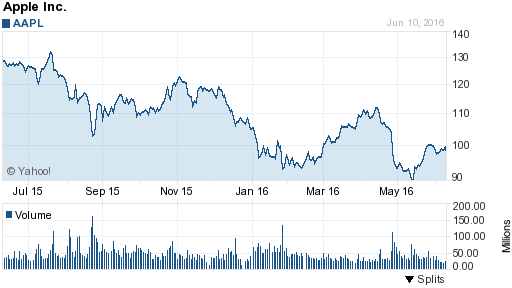 Apple Inc.
AAPL Jun 10, 2016
140
130
120
110
100
90
© Yahoo!
Jul 15 Sep 15 Nov 15 Jan 16 Mar 16 May 16
Volume
200.00
150.00
100.00
50.00
0.00
Millions
Splits